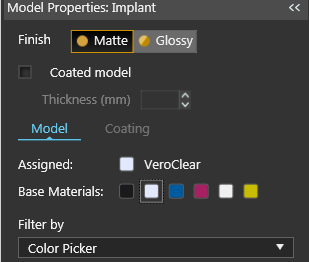 Model Properties: Implant <<
Finish Matte Glossy
Coated model
Thickness (mm)
Model Coating
Assigned: VeroClear
Base Materials:
Filter by
Color Picker